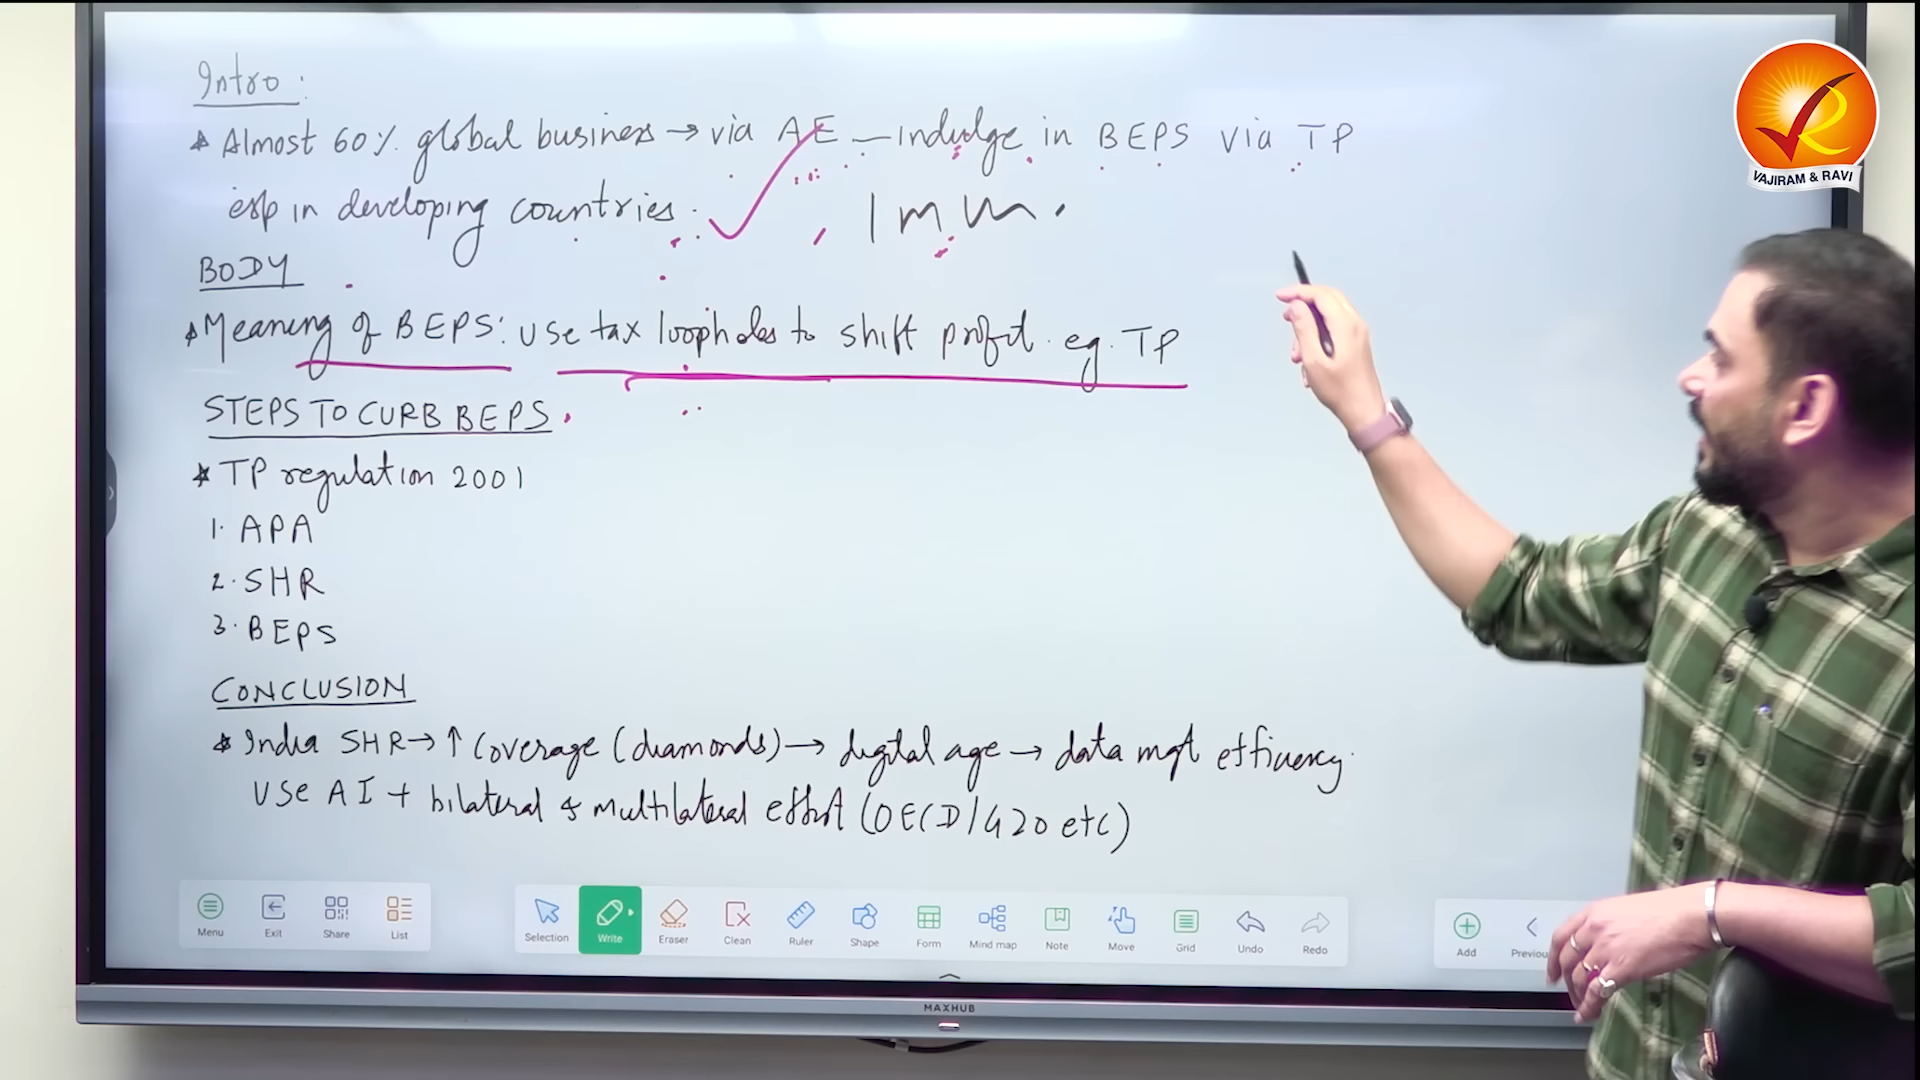 Intro :
Almost 60% global business → via AE – indulge in BEPS via TP
esp in developing countries.
BODY
Meaning of BEPS: use tax loopholes to shift profit. eg. TP
STEPS TO CURB BEPS
TP regulation 2001
1. APA
2. SHR
3. BEPS
CONCLUSION
India SHR → ↑ coverage (diamonds) → digital age → data mgt efficiency.
USE AI + bilateral & multilateral effort (OECD/G20 etc)
VAJIRAM & RAVI
Menu Exit Share List Selection Write Eraser Clean Ruler Shape Form Mind map Note Move Grid Undo Redo Add Previou
MAXHUB